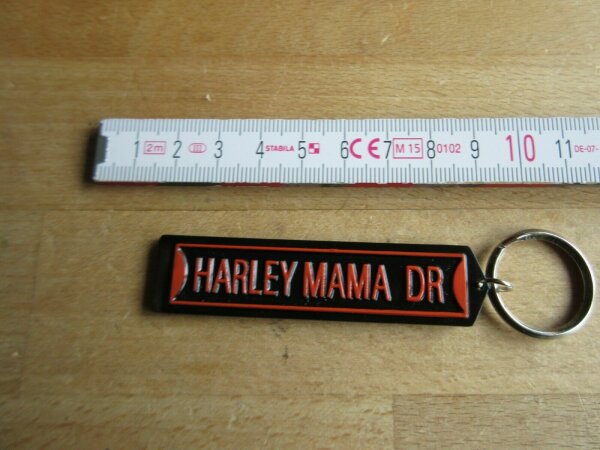 1 2m 2 3 4 STABILA 5 6 CE 7 M 15 8 0102 9 10 11 DE-07-
HARLEY MAMA DR